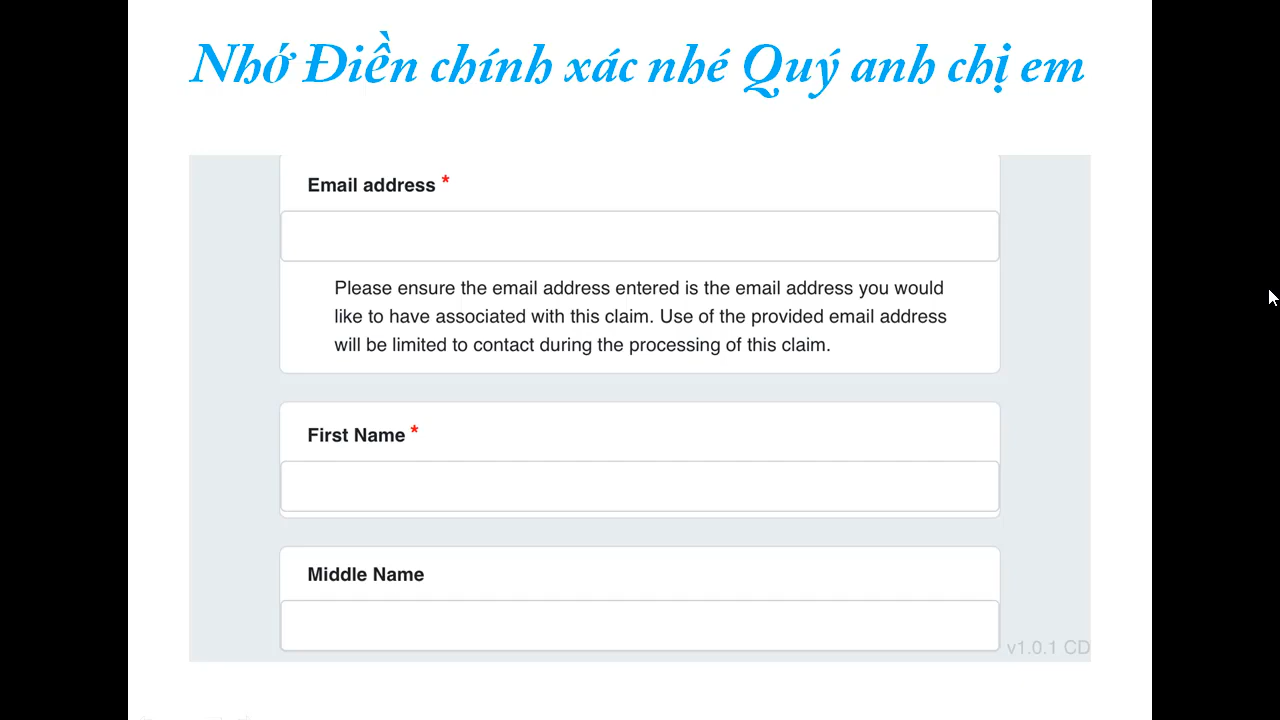 Nhớ Điền chính xác nhé Quý anh chị em
Email address *
Please ensure the email address entered is the email address you would
like to have associated with this claim. Use of the provided email address
will be limited to contact during the processing of this claim.
First Name *
Middle Name
v1.0.1 CD